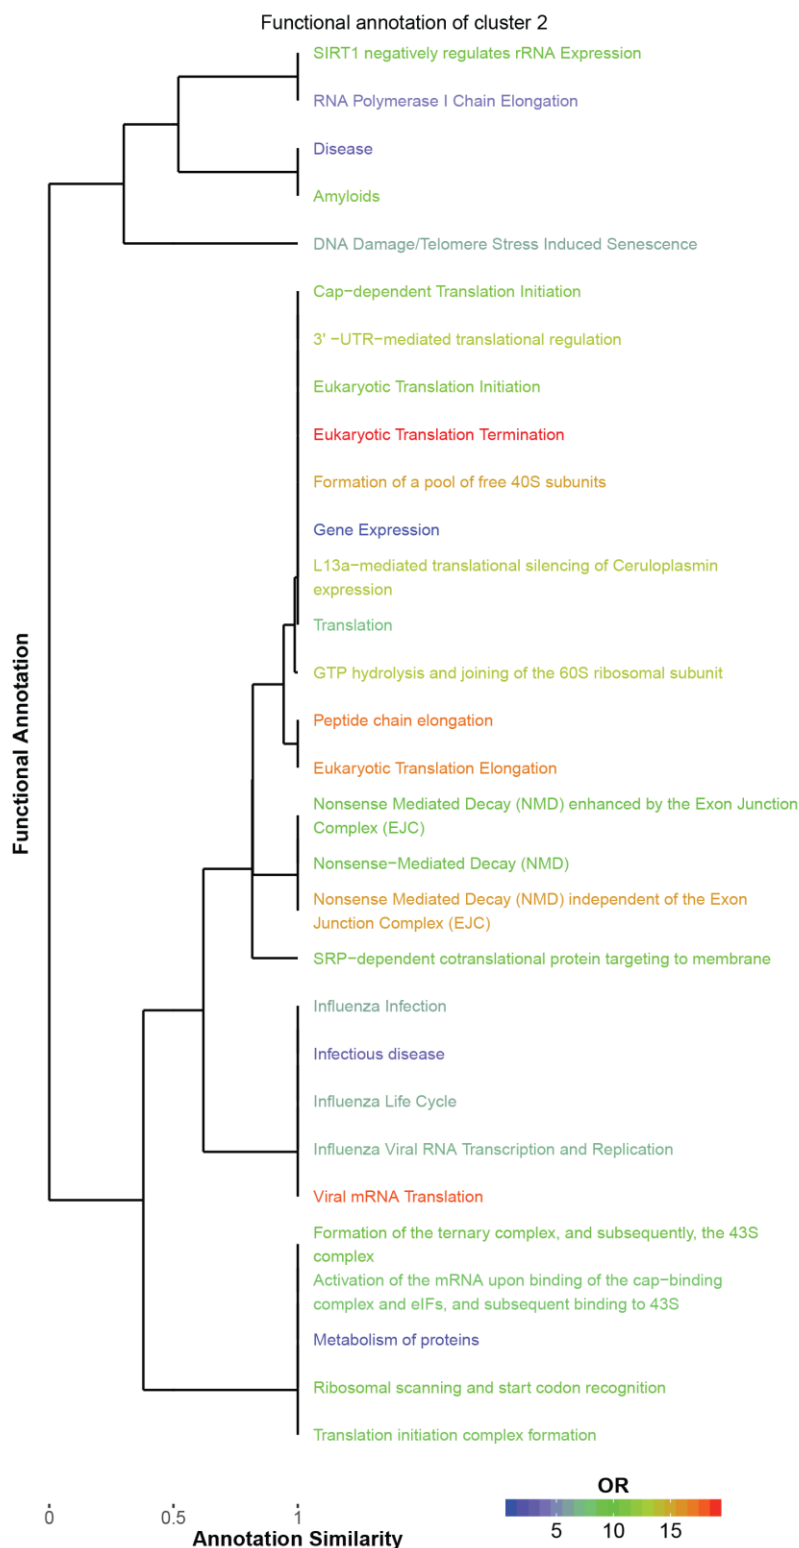 Functional annotation of cluster 2
SIRT1 negatively regulates rRNA Expression
RNA Polymerase I Chain Elongation
Disease
Amyloids
DNA Damage/Telomere Stress Induced Senescence
Cap−dependent Translation Initiation
3' −UTR−mediated translational regulation
Eukaryotic Translation Initiation
Eukaryotic Translation Termination
Formation of a pool of free 40S subunits
Gene Expression
L13a−mediated translational silencing of Ceruloplasmin
expression
Translation
GTP hydrolysis and joining of the 60S ribosomal subunit
Peptide chain elongation
Eukaryotic Translation Elongation
Nonsense Mediated Decay (NMD) enhanced by the Exon Junction
Complex (EJC)
Nonsense−Mediated Decay (NMD)
Nonsense Mediated Decay (NMD) independent of the Exon
Junction Complex (EJC)
SRP−dependent cotranslational protein targeting to membrane
Influenza Infection
Infectious disease
Influenza Life Cycle
Influenza Viral RNA Transcription and Replication
Viral mRNA Translation
Formation of the ternary complex, and subsequently, the 43S
complex
Activation of the mRNA upon binding of the cap−binding
complex and eIFs, and subsequent binding to 43S
Metabolism of proteins
Ribosomal scanning and start codon recognition
Translation initiation complex formation
Functional Annotation
0 0.5 1
Annotation Similarity
OR
5 10 15